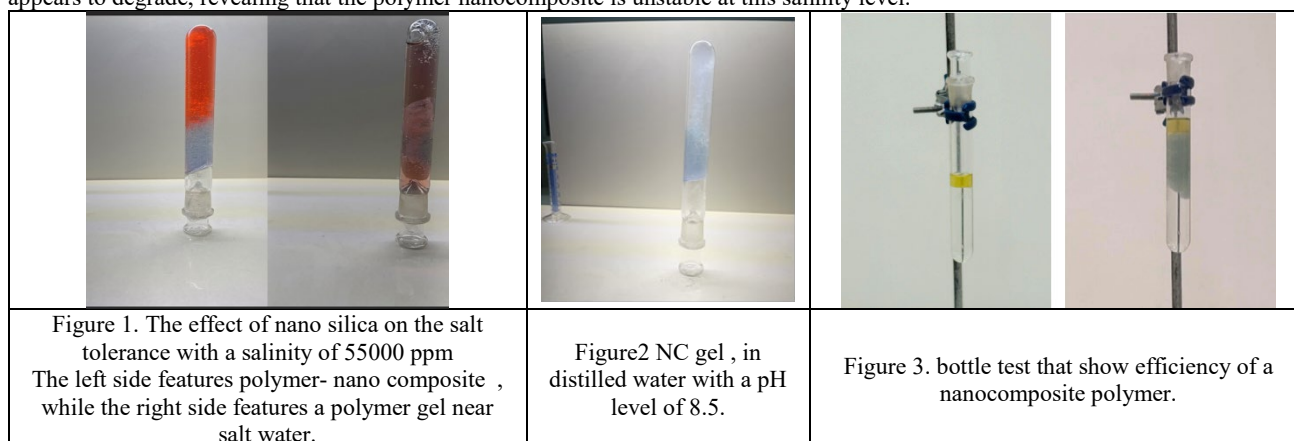 appears to degrade, revealing that the polymer nanocomposite is unstable at this salinity level.
Figure 1. The effect of nano silica on the salt
tolerance with a salinity of 55000 ppm
The left side features polymer- nano composite ,
while the right side features a polymer gel near
salt water.
Figure2 NC gel , in
distilled water with a pH
level of 8.5.
Figure 3. bottle test that show efficiency of a
nanocomposite polymer.